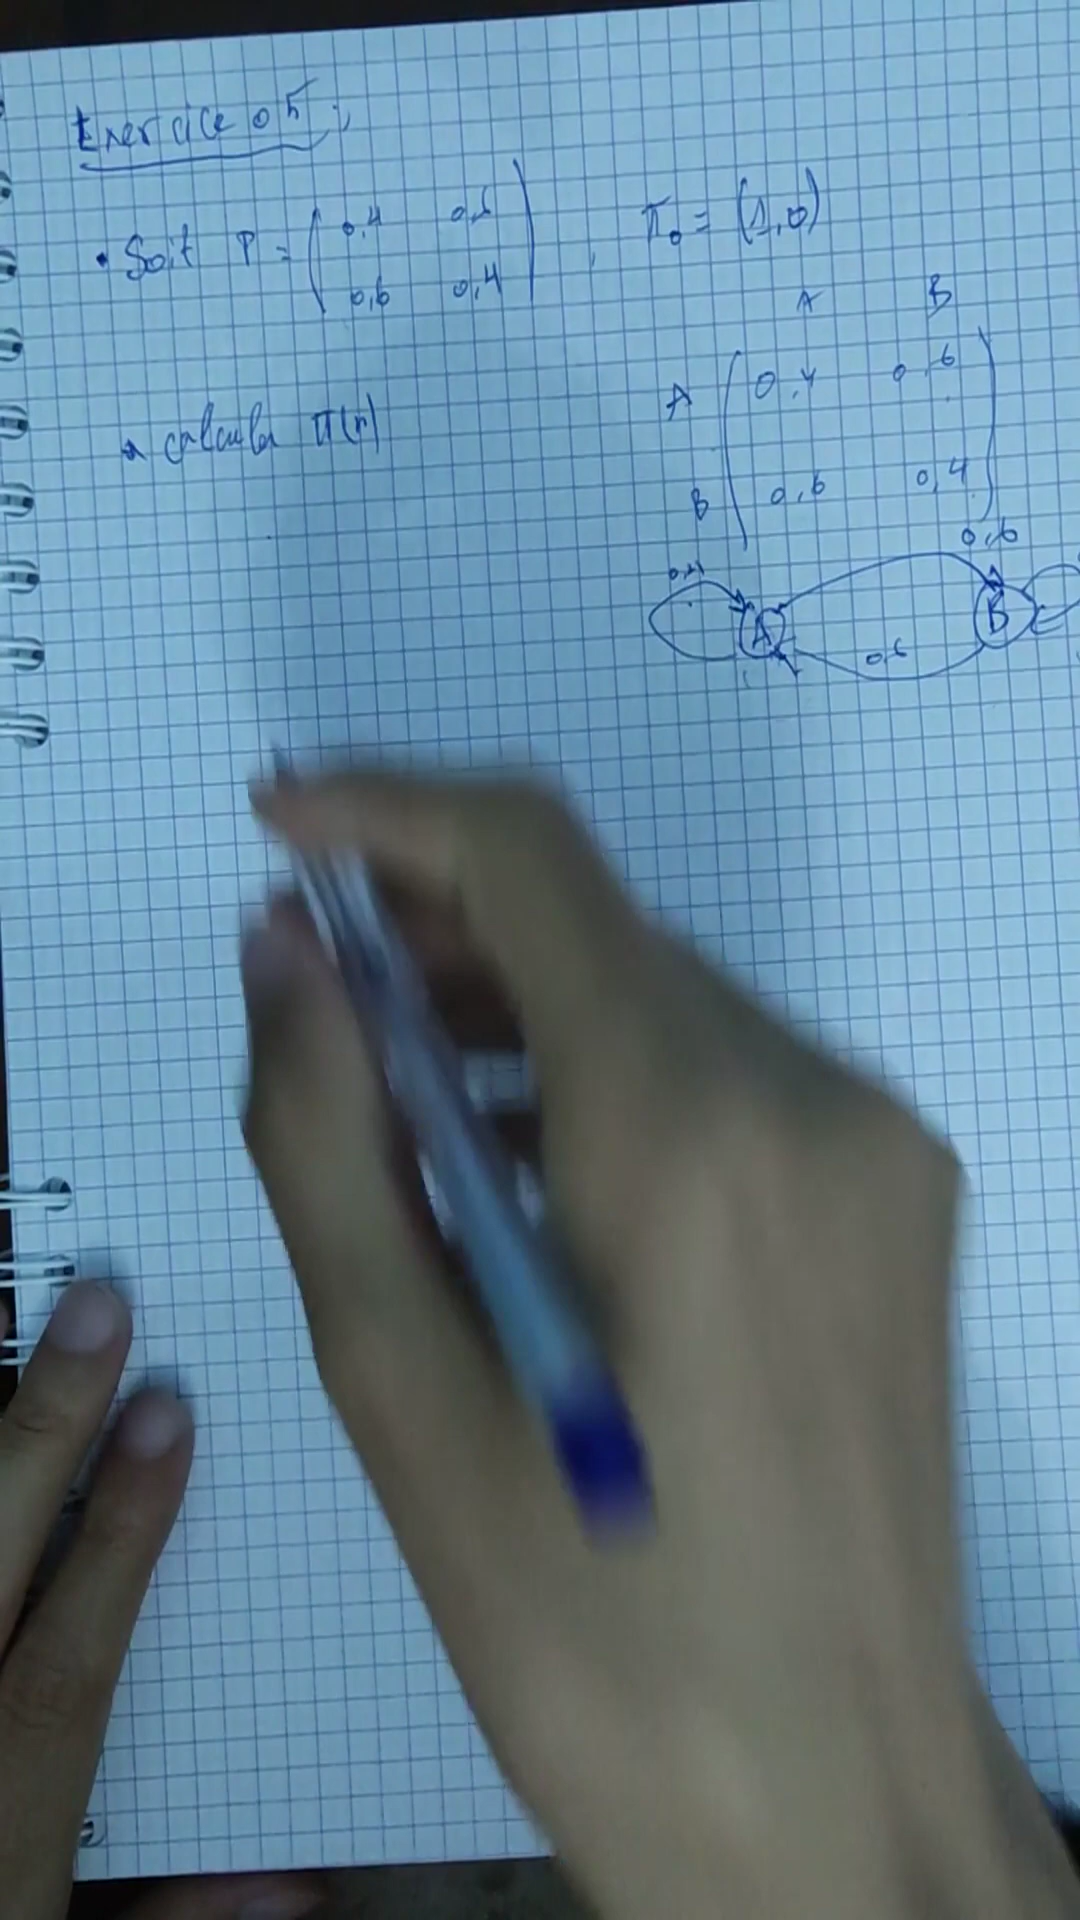 Exercice 05 :
• Soit P = ( 0,4 0,6 , π₀ = (1,0)
0,6 0,4 )
A B
A ( 0,4 0,6
B 0,6 0,4 )
calcula π(n)
0,6
0,4
A B
0,6